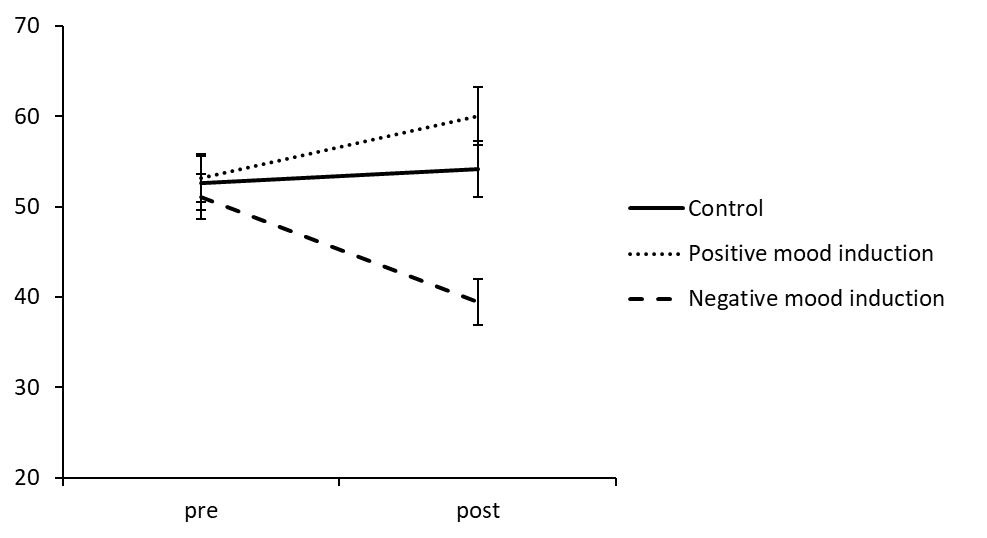 70
60
50
40
30
20
pre
post
Control
Positive mood induction
Negative mood induction